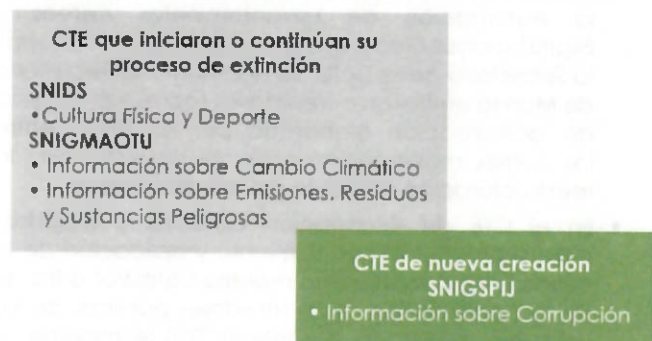 CTE que iniciaron o continúan su
proceso de extinción
SNIDS
•Cultura Física y Deporte
SNIGMAOTU
• Información sobre Cambio Climático
• Información sobre Emisiones. Residuos
y Sustancias Peligrosas
CTE de nueva creación
SNIGSPIJ
• Información sobre Corrupción